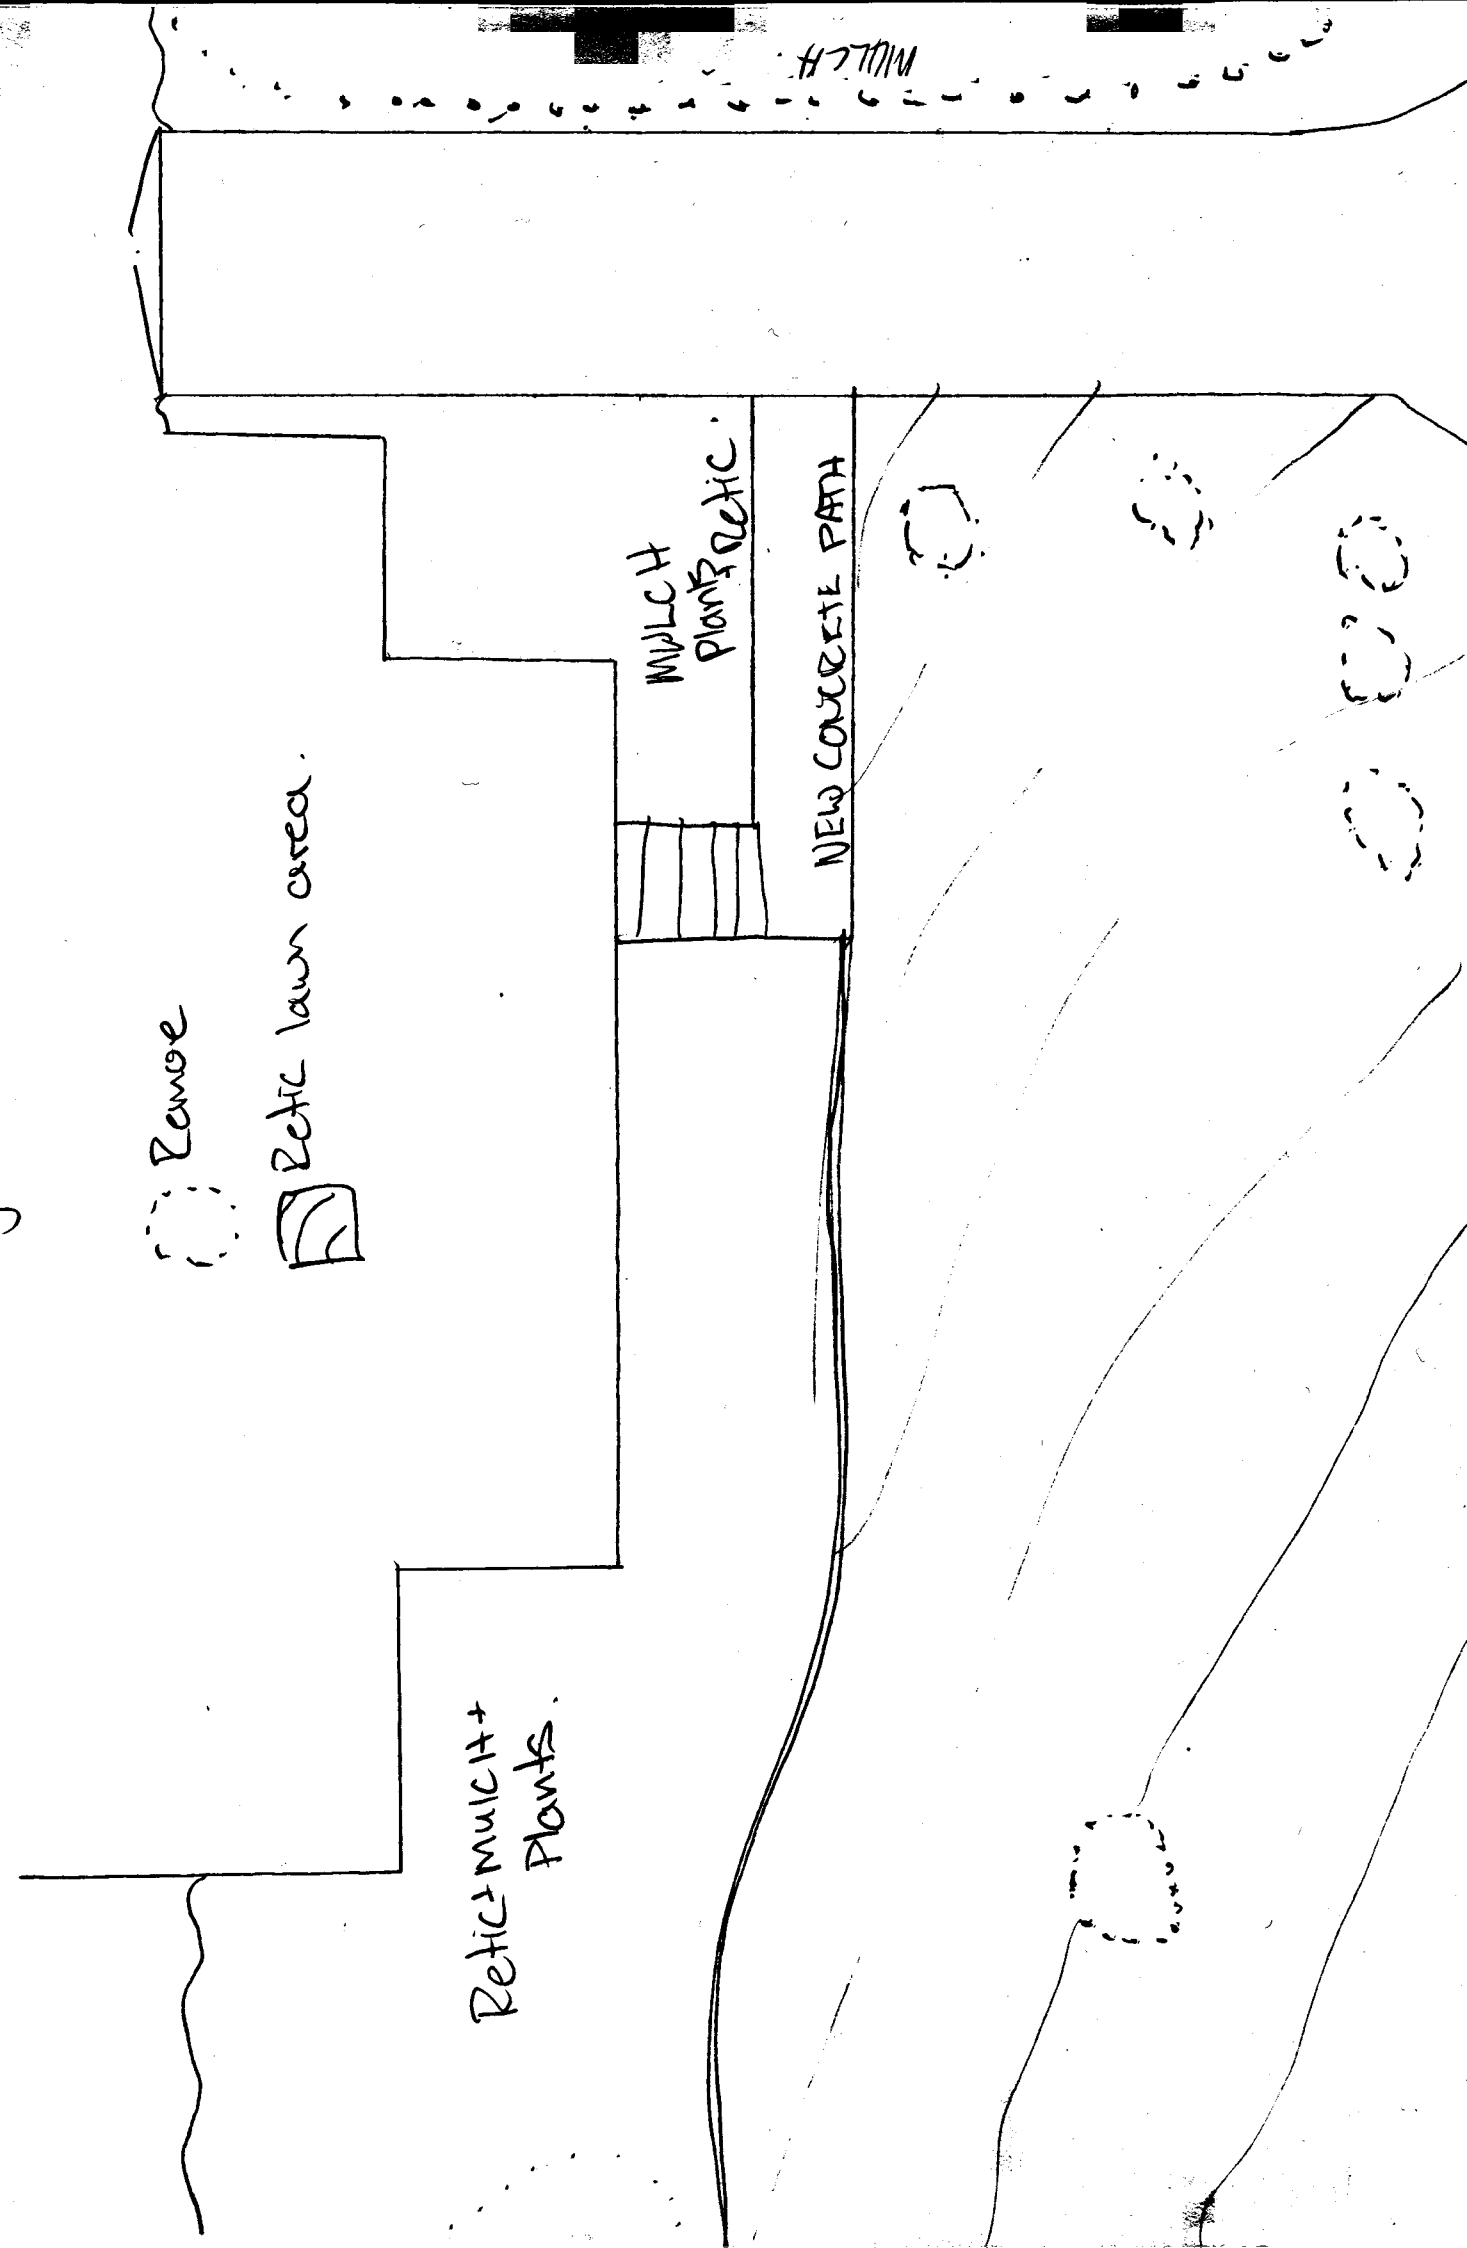 MULCH
MULCH
Plants + Retic.
NEW CONCRETE PATH
Remove
Retic lawn area.
Retic + MUlCH +
Plants.